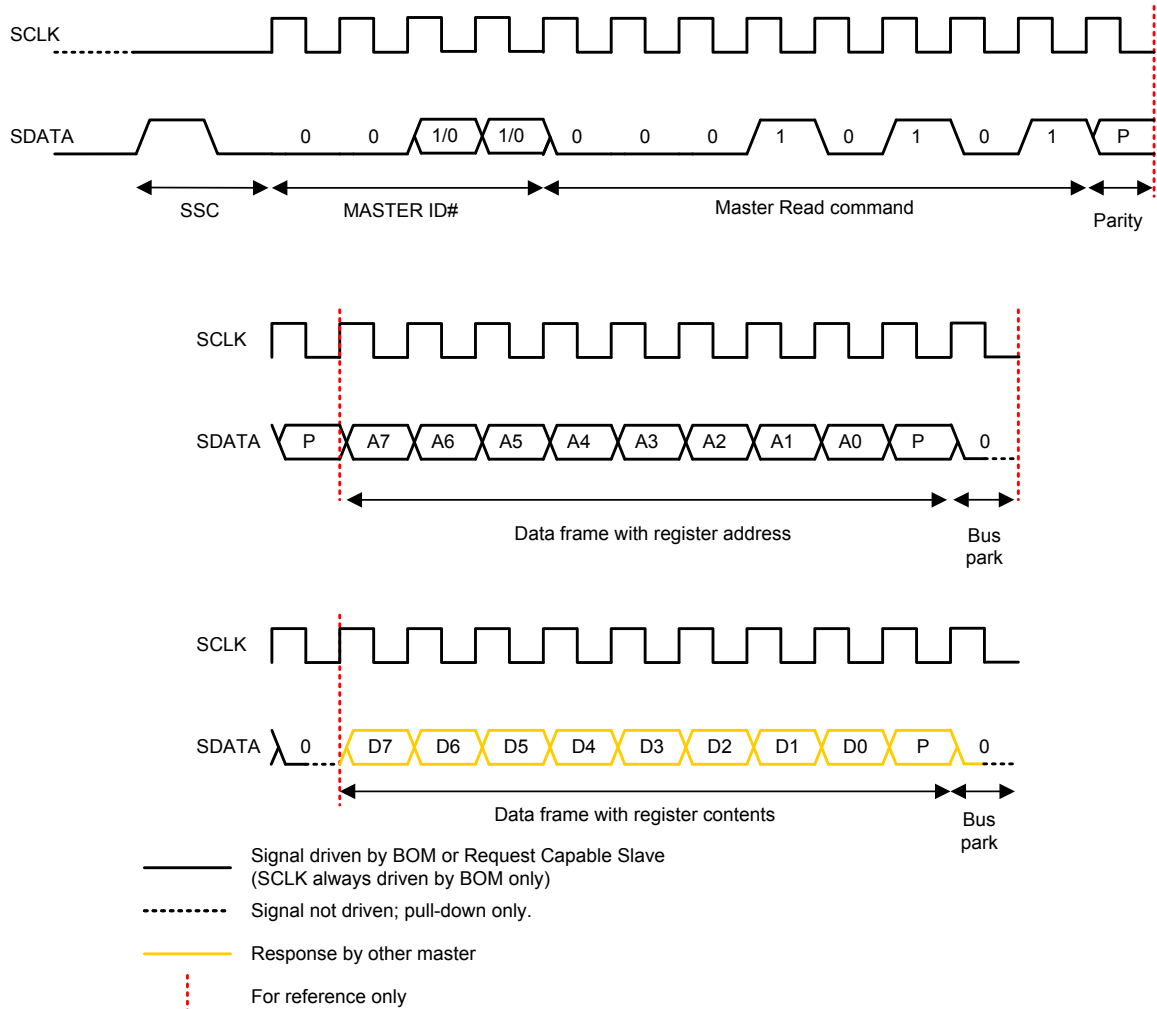 SCLK
SDATA
0 0 1/0 1/0 0 0 0 1 0 1 0 1 P
SSC
MASTER ID#
Master Read command
Parity
SCLK
SDATA
P A7 A6 A5 A4 A3 A2 A1 A0 P 0
Data frame with register address
Bus
park
SCLK
SDATA
0 D7 D6 D5 D4 D3 D2 D1 D0 P 0
Data frame with register contents
Bus
park
Signal driven by BOM or Request Capable Slave
(SCLK always driven by BOM only)
Signal not driven; pull-down only.
Response by other master
For reference only